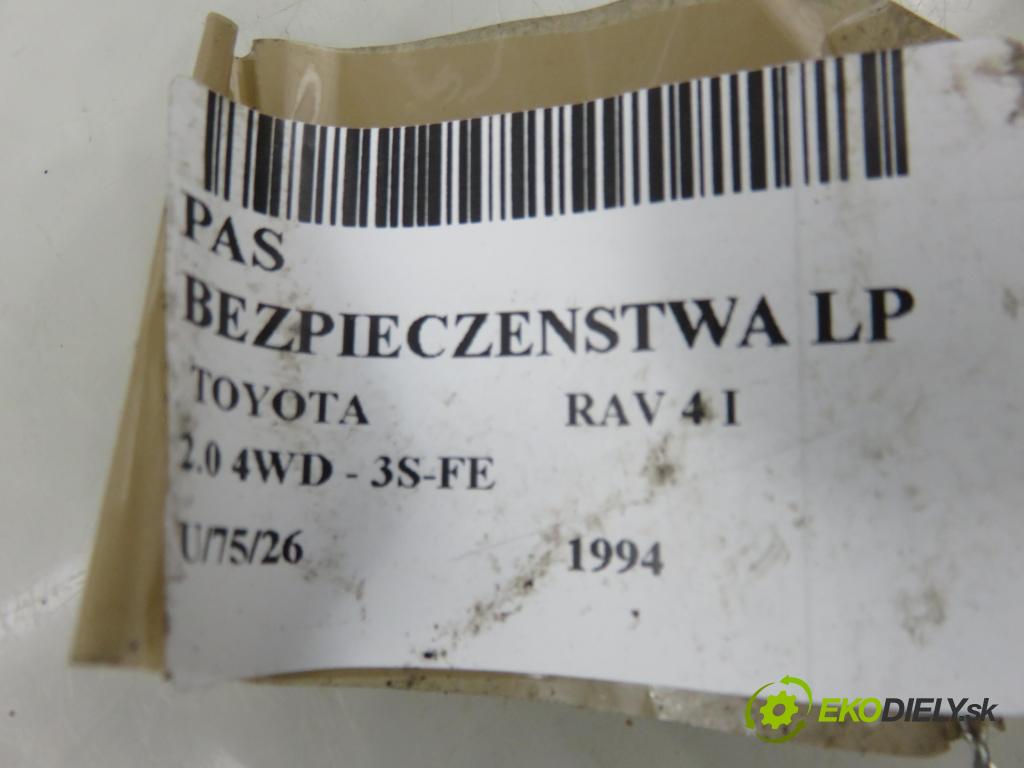 PAS
BEZPIECZENSTWA LP
TOYOTA RAV 4 I
2.0 4WD - 3S-FE
U/75/26 1994
EKODIELY.sk